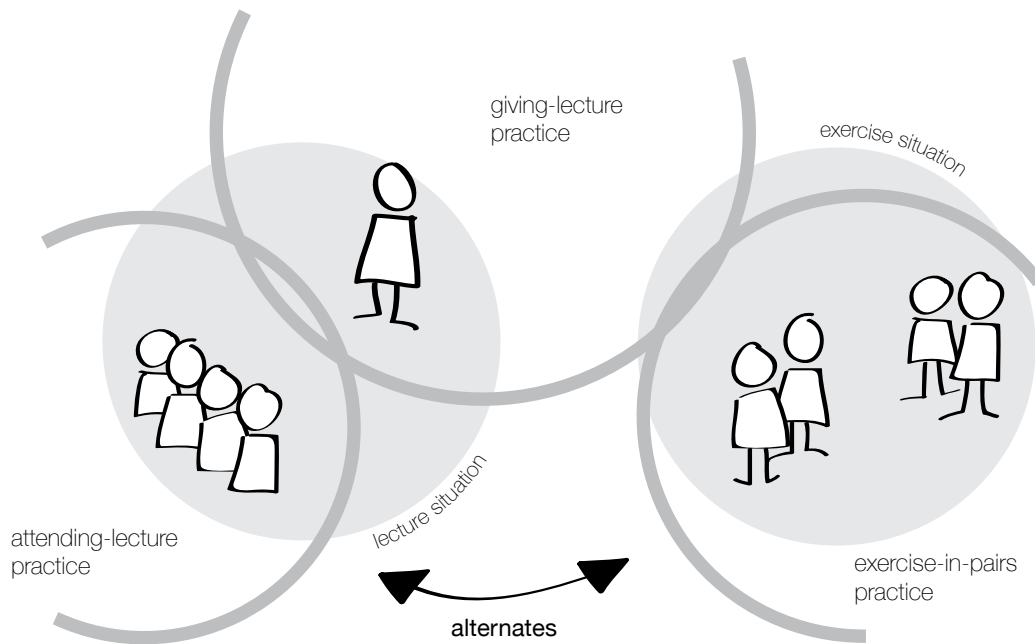 giving-lecture
practice
exercise situation
lecture situation
attending-lecture
practice
exercise-in-pairs
practice
alternates